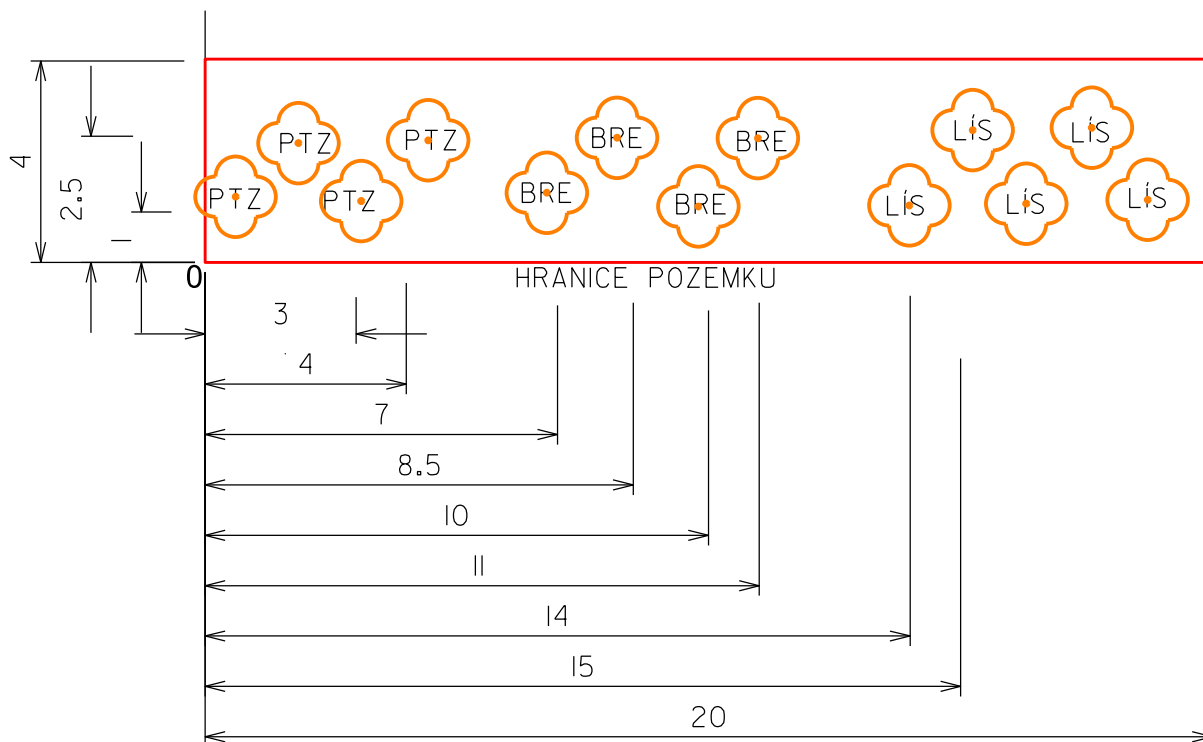 PTZ
PTZ
PTZ
PTZ
BRE
BRE
BRE
BRE
LÍS
LÍS
LÍS
LÍS
LÍS
4
2.5
1
0
HRANICE POZEMKU
3
4
7
8.5
10
11
14
15
20